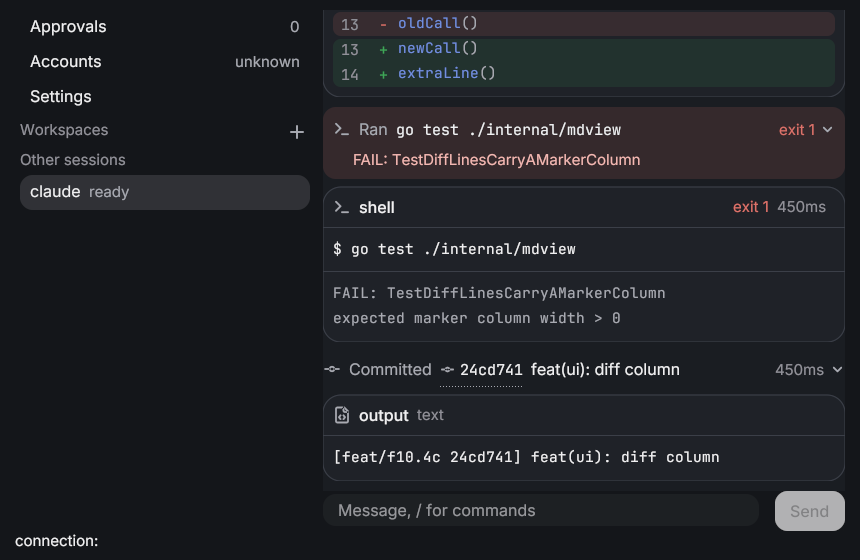 Approvals 0
Accounts unknown
Settings
Workspaces +
Other sessions
claude ready
connection:
13 - oldCall()
13 + newCall()
14 + extraLine()
Ran go test ./internal/mdview exit 1
FAIL: TestDiffLinesCarryAMarkerColumn
shell exit 1 450ms
$ go test ./internal/mdview
FAIL: TestDiffLinesCarryAMarkerColumn
expected marker column width > 0
Committed 24cd741 feat(ui): diff column 450ms
output text
[feat/f10.4c 24cd741] feat(ui): diff column
Message, / for commands Send